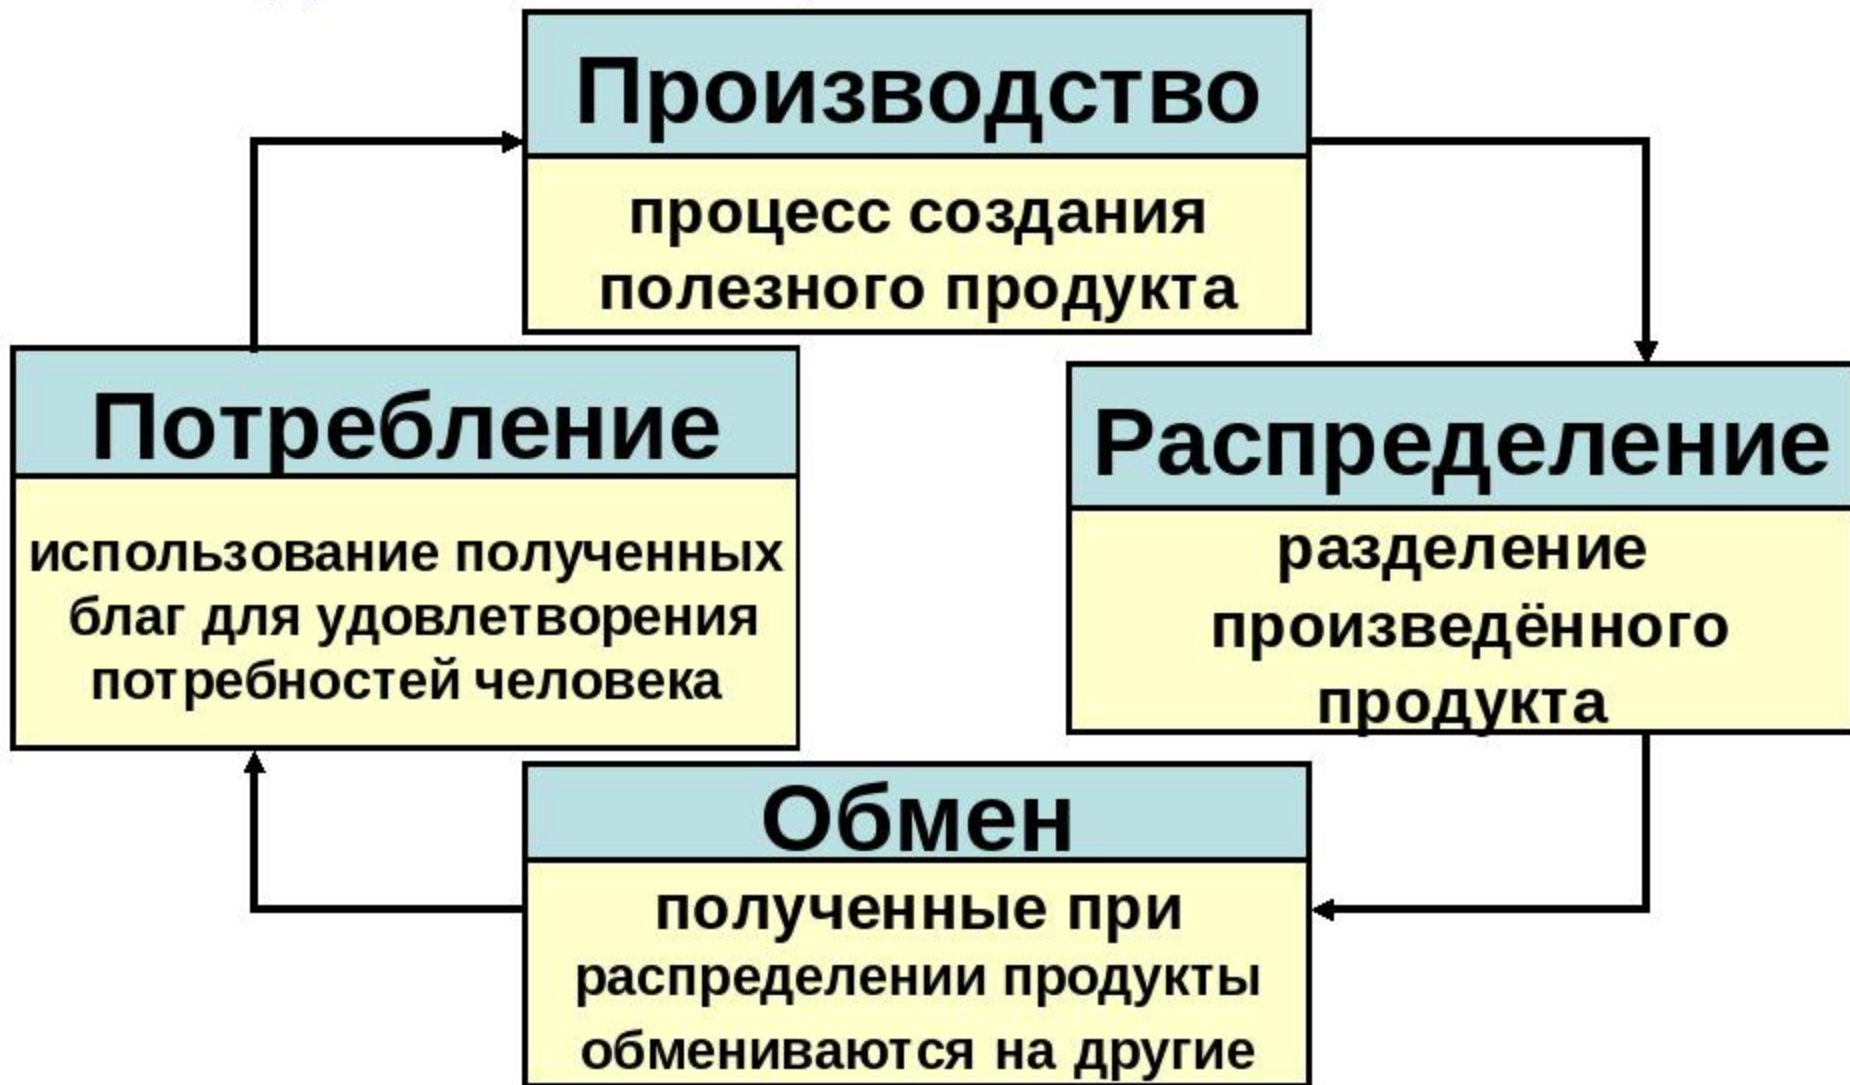 Производство
процесс создания
полезного продукта
Потребление
использование полученных
благ для удовлетворения
потребностей человека
Распределение
разделение
произведённого
продукта
Обмен
полученные при
распределении продукты
обмениваются на другие